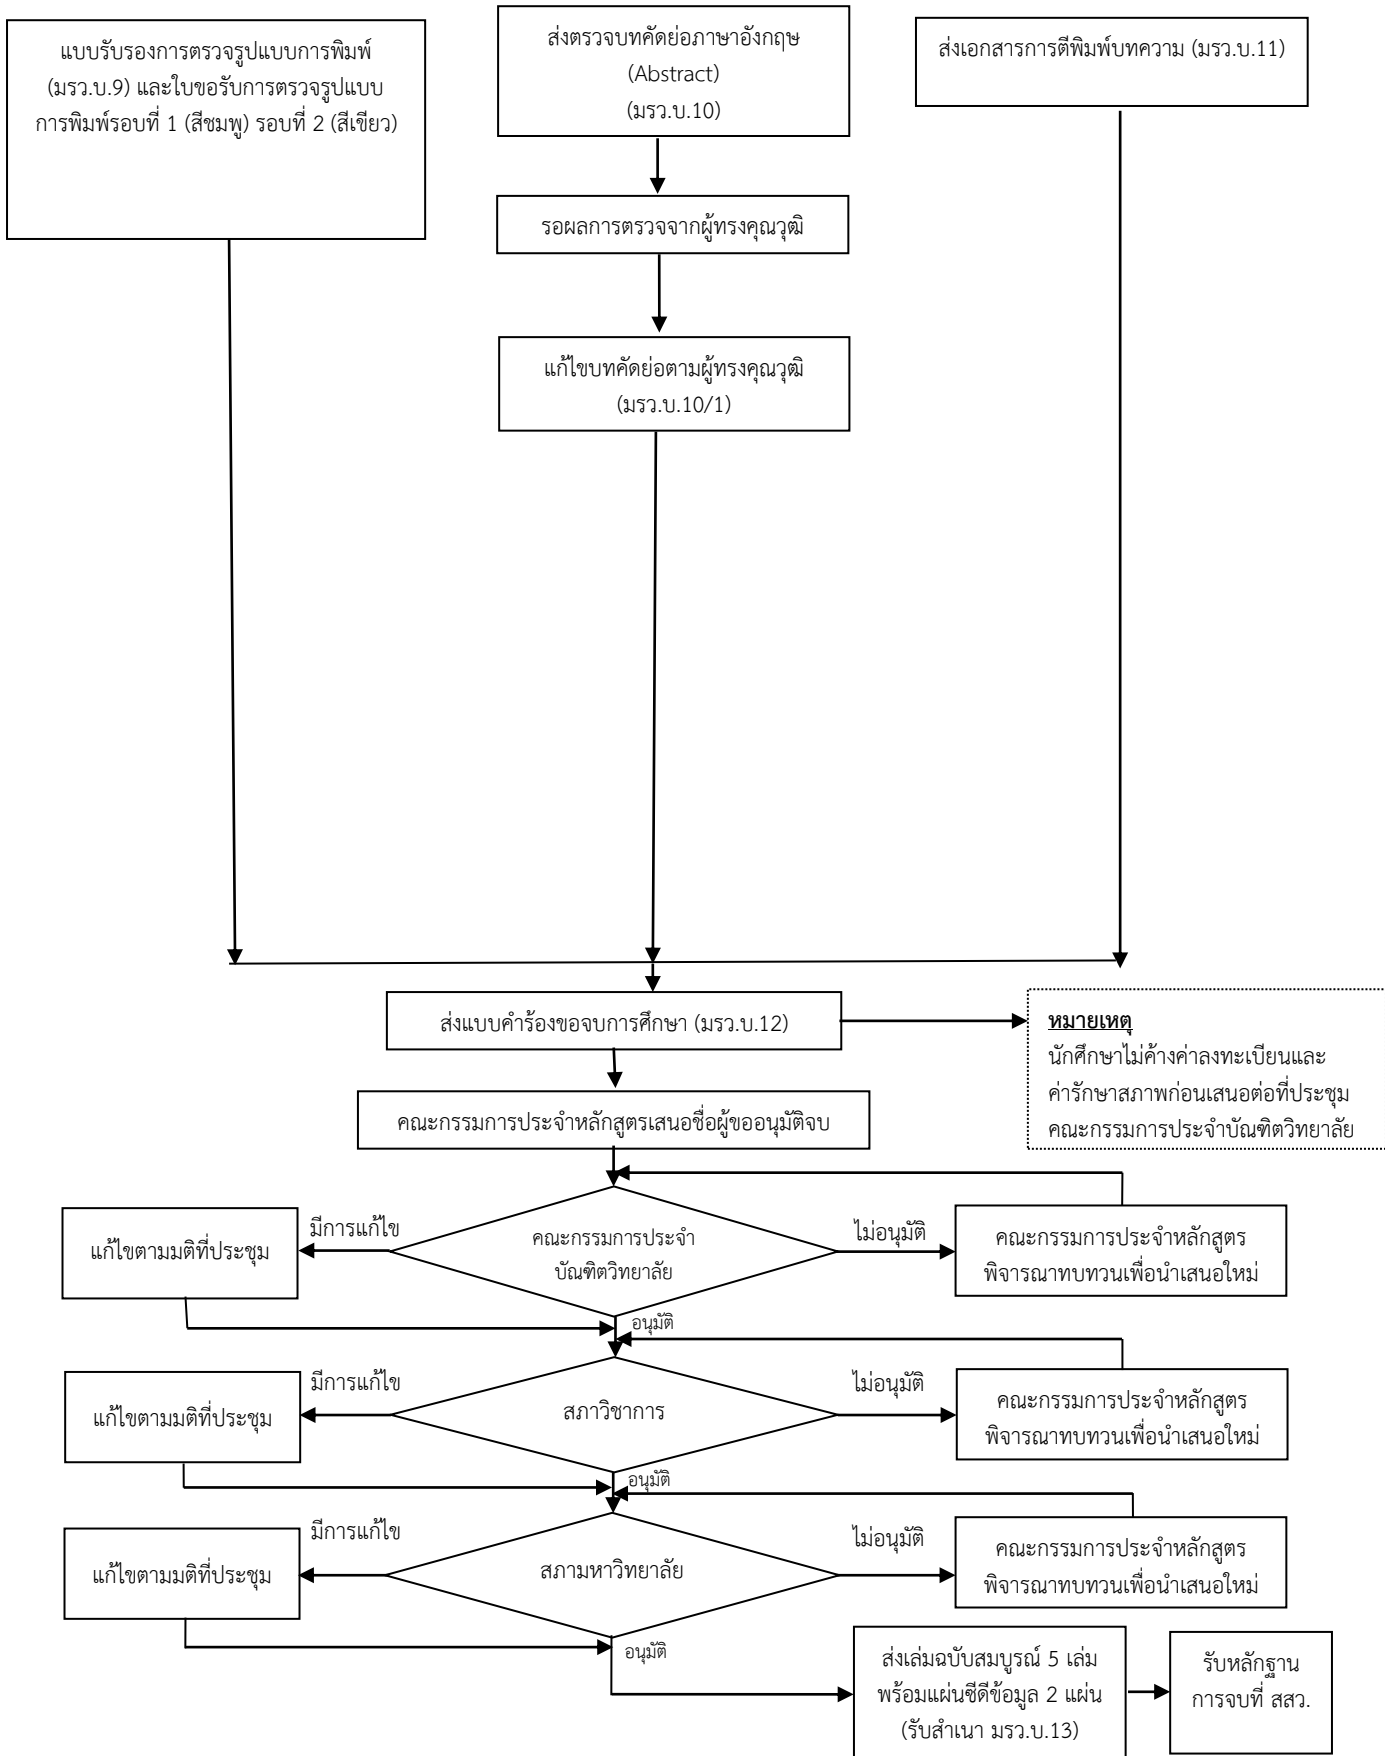 แบบรับรองการตรวจรูปแบบการพิมพ์
(มรว.บ.9) และใบขอรับการตรวจรูปแบบ
การพิมพ์รอบที่ 1 (สีชมพู) รอบที่ 2 (สีเขียว)
ส่งตรวจบทคัดย่อภาษาอังกฤษ
(Abstract)
(มรว.บ.10)
ส่งเอกสารการตีพิมพ์บทความ (มรว.บ.11)
รอผลการตรวจจากผู้ทรงคุณวุฒิ
แก้ไขบทคัดย่อตามผู้ทรงคุณวุฒิ
(มรว.บ.10/1)
ส่งแบบคำร้องขอจบการศึกษา (มรว.บ.12)
หมายเหตุ
นักศึกษาไม่ค้างค่าลงทะเบียนและ
ค่ารักษาสภาพก่อนเสนอต่อที่ประชุม
คณะกรรมการประจำบัณฑิตวิทยาลัย
คณะกรรมการประจำหลักสูตรเสนอชื่อผู้ขออนุมัติจบ
แก้ไขตามมติที่ประชุม
มีการแก้ไข
คณะกรรมการประจำ
บัณฑิตวิทยาลัย
ไม่อนุมัติ
คณะกรรมการประจำหลักสูตร
พิจารณาทบทวนเพื่อนำเสนอใหม่
อนุมัติ
แก้ไขตามมติที่ประชุม
มีการแก้ไข
สภาวิชาการ
ไม่อนุมัติ
คณะกรรมการประจำหลักสูตร
พิจารณาทบทวนเพื่อนำเสนอใหม่
อนุมัติ
แก้ไขตามมติที่ประชุม
มีการแก้ไข
สภามหาวิทยาลัย
ไม่อนุมัติ
คณะกรรมการประจำหลักสูตร
พิจารณาทบทวนเพื่อนำเสนอใหม่
อนุมัติ
ส่งเล่มฉบับสมบูรณ์ 5 เล่ม
พร้อมแผ่นซีดีข้อมูล 2 แผ่น
(รับสำเนา มรว.บ.13)
รับหลักฐาน
การจบที่ สสว.